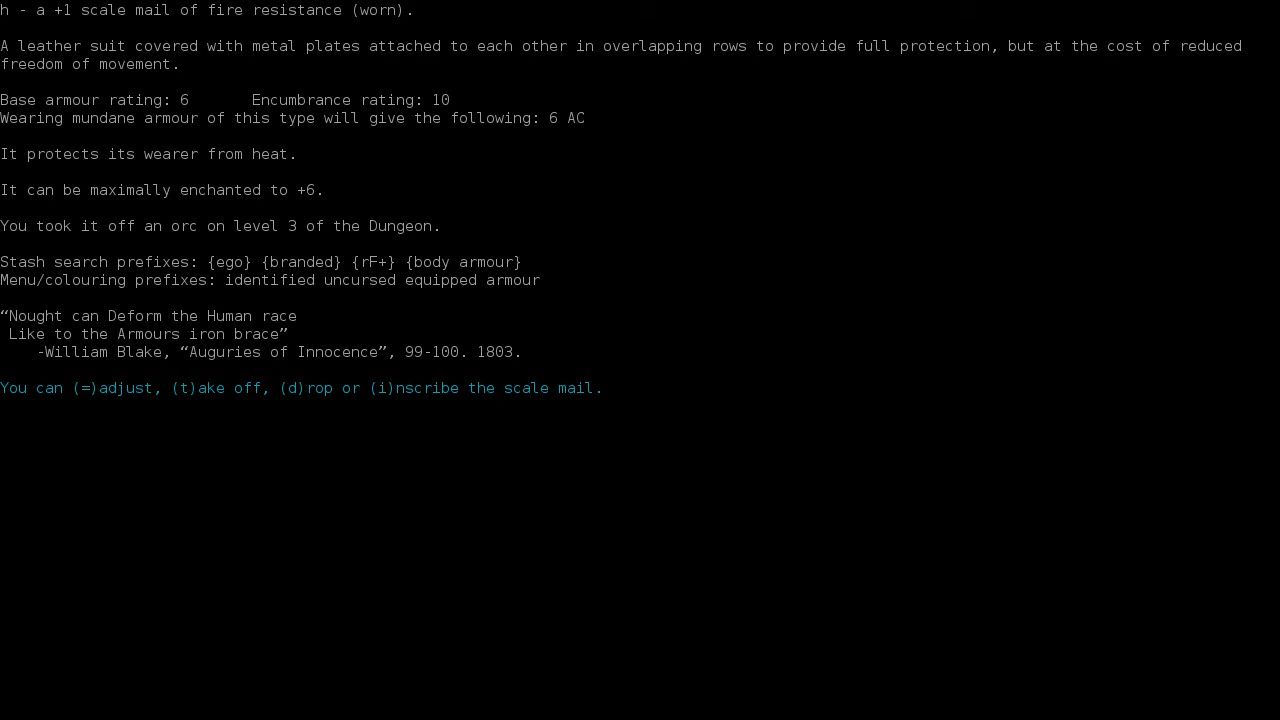 h - a +1 scale mail of fire resistance (worn).
A leather suit covered with metal plates attached to each other in overlapping rows to provide full protection, but at the cost of reduced
freedom of movement.
Base armour rating: 6       Encumbrance rating: 10
Wearing mundane armour of this type will give the following: 6 AC
It protects its wearer from heat.
It can be maximally enchanted to +6.
You took it off an orc on level 3 of the Dungeon.
Stash search prefixes: {ego} {branded} {rF+} {body armour}
Menu/colouring prefixes: identified uncursed equipped armour
“Nought can Deform the Human race
 Like to the Armours iron brace”
    -William Blake, “Auguries of Innocence”, 99-100. 1803.
You can (=)adjust, (t)ake off, (d)rop or (i)nscribe the scale mail.